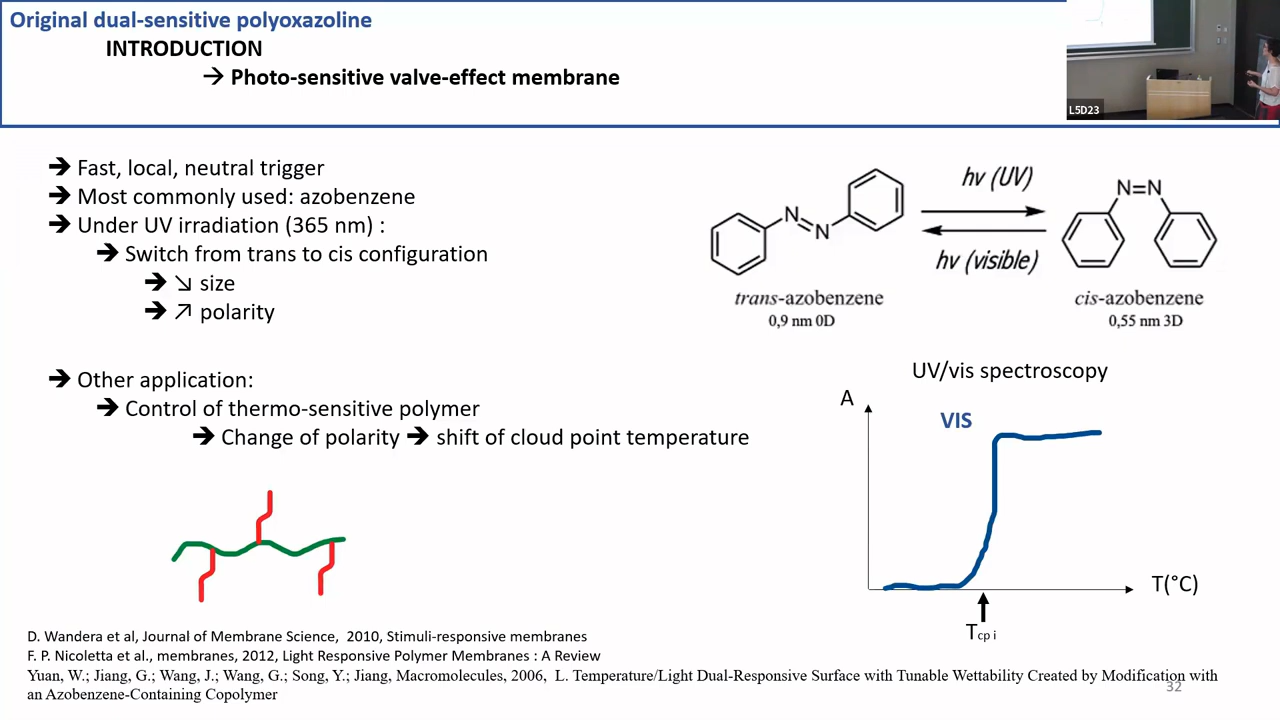 Original dual-sensitive polyoxazoline
INTRODUCTION
→ Photo-sensitive valve-effect membrane
L5D23
➔ Fast, local, neutral trigger
➔ Most commonly used: azobenzene
➔ Under UV irradiation (365 nm) :
➔ Switch from trans to cis configuration
➔ ↘ size
➔ ↗ polarity
N
N
hv (UV)
hv (visible)
N=N
trans-azobenzene
0,9 nm 0D
cis-azobenzene
0,55 nm 3D
➔ Other application:
➔ Control of thermo-sensitive polymer
➔ Change of polarity ➔ shift of cloud point temperature
UV/vis spectroscopy
A
VIS
T(°C)
Tcp i
D. Wandera et al, Journal of Membrane Science,  2010, Stimuli-responsive membranes
F. P. Nicoletta et al., membranes, 2012, Light Responsive Polymer Membranes : A Review
Yuan, W.; Jiang, G.; Wang, J.; Wang, G.; Song, Y.; Jiang, Macromolecules, 2006,  L. Temperature/Light Dual-Responsive Surface with Tunable Wettability Created by Modification with
an Azobenzene-Containing Copolymer
32